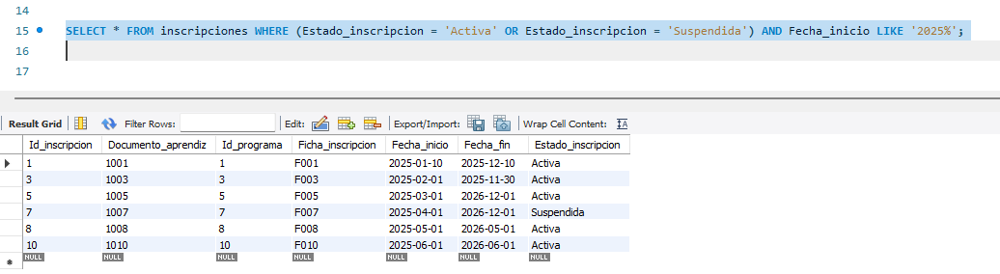 14
15 SELECT * FROM inscripciones WHERE (Estado_inscripcion = 'Activa' OR Estado_inscripcion = 'Suspendida') AND Fecha_inicio LIKE '2025%';
16
17
Result Grid Filter Rows: Edit: Export/Import: Wrap Cell Content: IA
Id_inscripcion Documento_aprendiz Id_programa Ficha_inscripcion Fecha_inicio Fecha_fin Estado_inscripcion
1 1001 1 F001 2025-01-10 2025-12-10 Activa
3 1003 3 F003 2025-02-01 2025-11-30 Activa
5 1005 5 F005 2025-03-01 2026-12-01 Activa
7 1007 7 F007 2025-04-01 2026-12-01 Suspendida
8 1008 8 F008 2025-05-01 2026-05-01 Activa
10 1010 10 F010 2025-06-01 2026-06-01 Activa
NULL NULL NULL NULL NULL NULL NULL